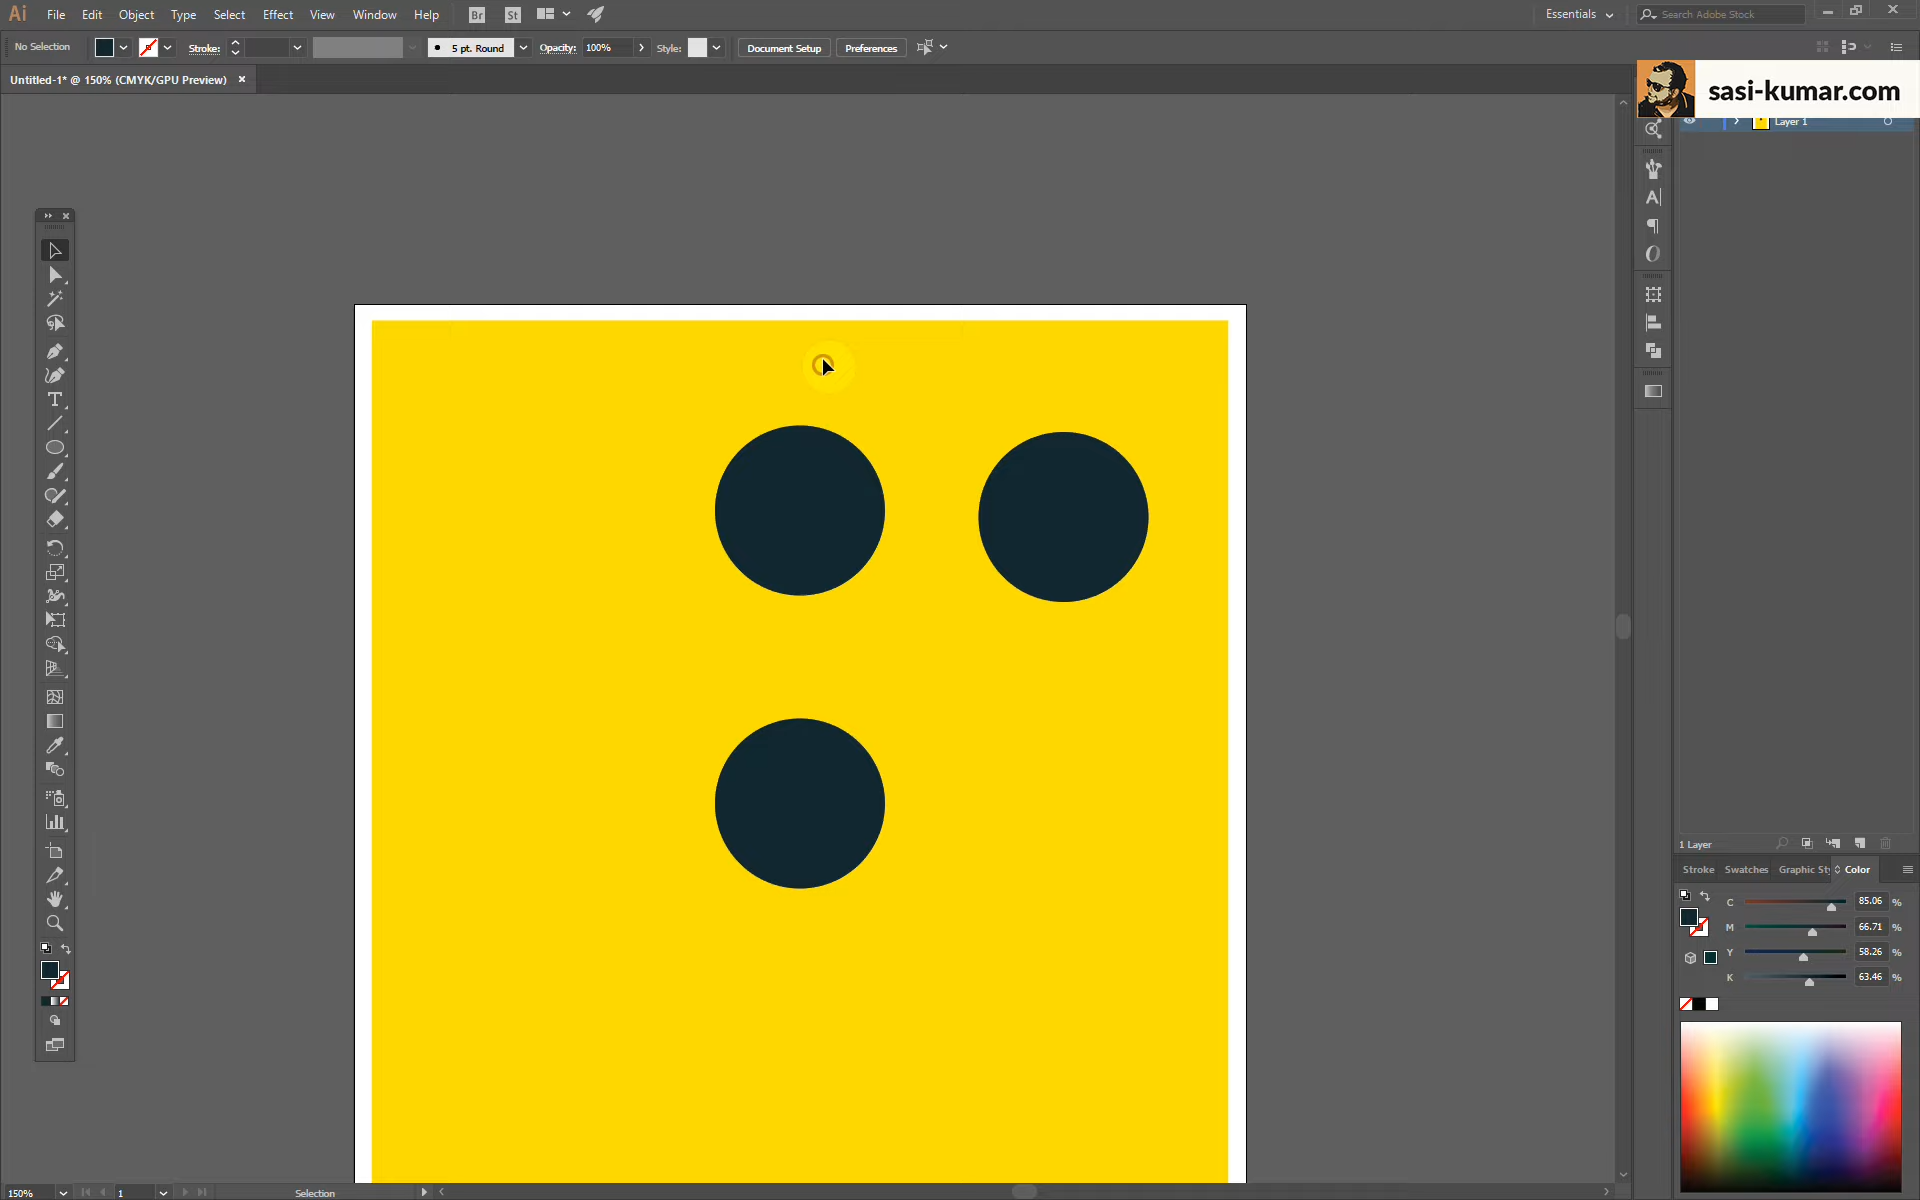 Ai File Edit Object Type Select Effect View Window Help Br St Essentials Search Adobe Stock
No Selection Stroke: 5 pt. Round Opacity: 100% Style: Document Setup Preferences
Untitled-1* @ 150% (CMYK/GPU Preview)
sasi-kumar.com
Layer 1
1 Layer
Stroke Swatches Graphic Sty Color
C 85.06 %
M 66.71 %
Y 58.26 %
K 63.46 %
150% 1 Selection